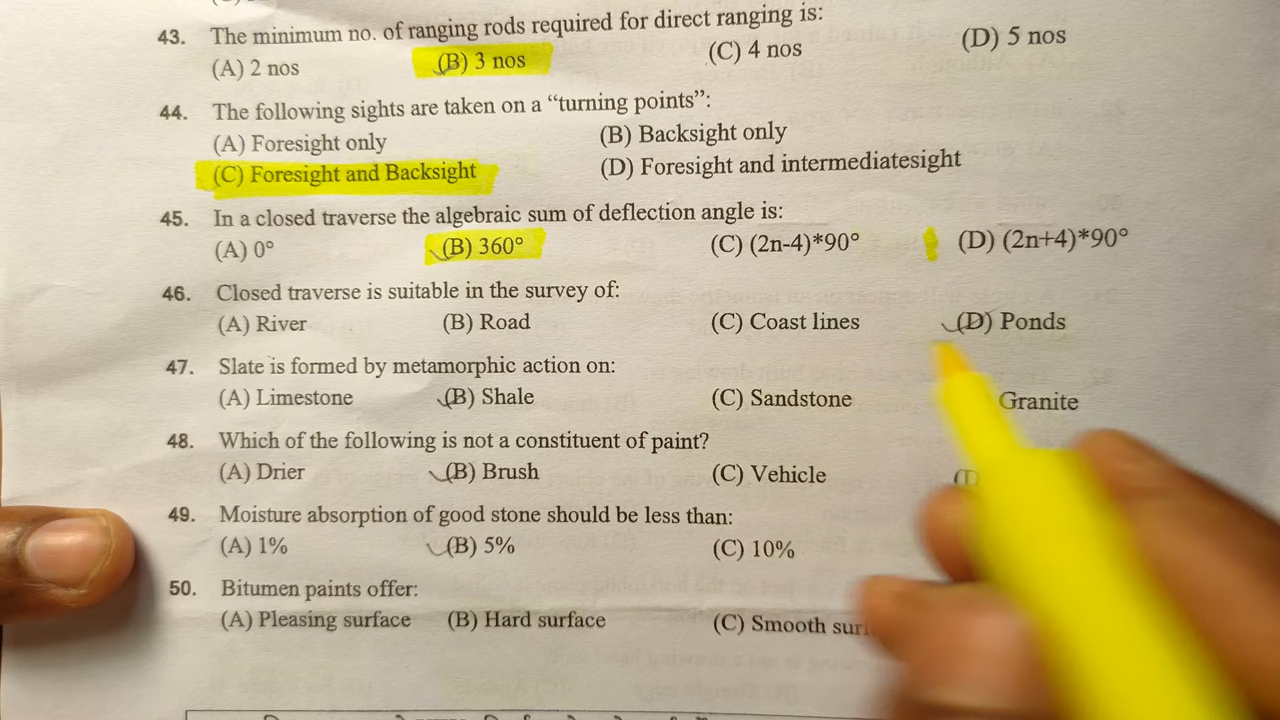 43. The minimum no. of ranging rods required for direct ranging is:
(A) 2 nos (B) 3 nos (C) 4 nos (D) 5 nos
44. The following sights are taken on a “turning points”:
(A) Foresight only (B) Backsight only
(C) Foresight and Backsight (D) Foresight and intermediatesight
45. In a closed traverse the algebraic sum of deflection angle is:
(A) 0° (B) 360° (C) (2n-4)*90° (D) (2n+4)*90°
46. Closed traverse is suitable in the survey of:
(A) River (B) Road (C) Coast lines (D) Ponds
47. Slate is formed by metamorphic action on:
(A) Limestone (B) Shale (C) Sandstone Granite
48. Which of the following is not a constituent of paint?
(A) Drier (B) Brush (C) Vehicle
49. Moisture absorption of good stone should be less than:
(A) 1% (B) 5% (C) 10%
50. Bitumen paints offer:
(A) Pleasing surface (B) Hard surface (C) Smooth